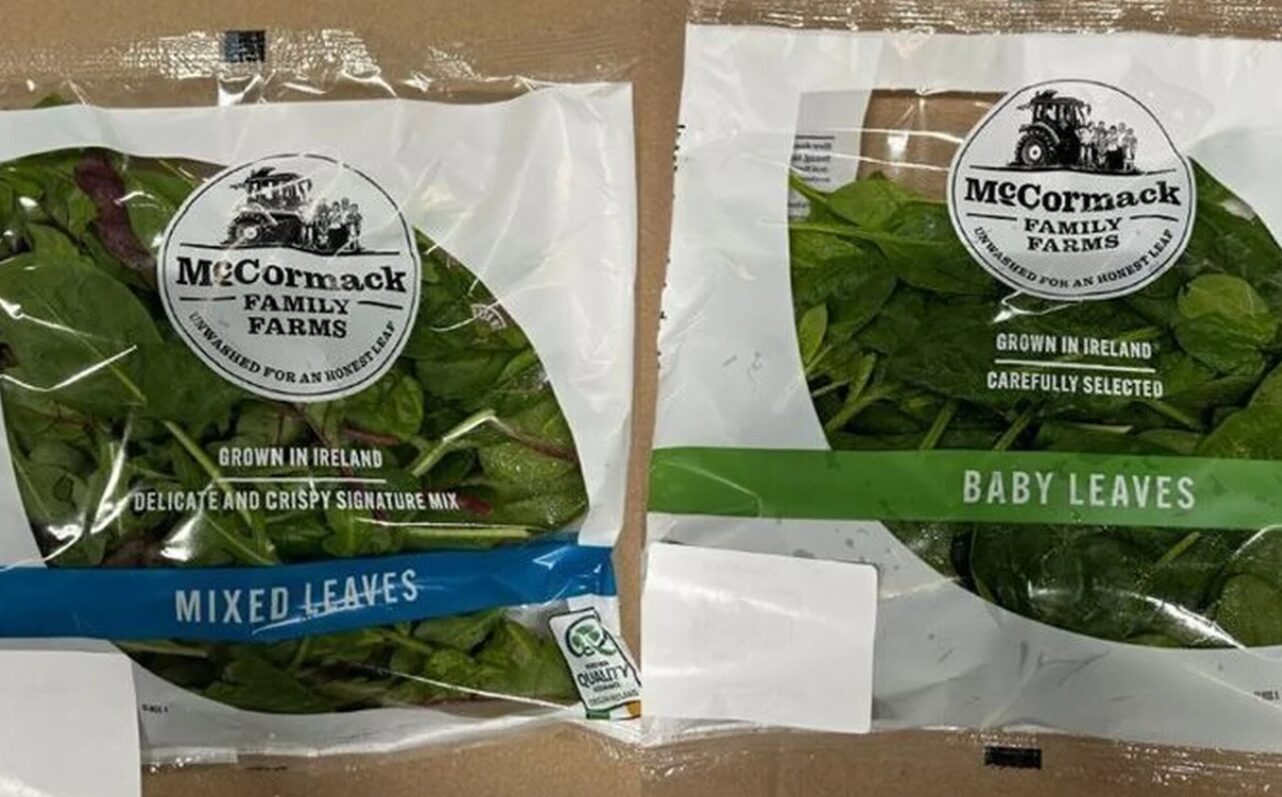 McCormack
FAMILY
FARMS
UNWASHED FOR AN HONEST LEAF
GROWN IN IRELAND
DELICATE AND CRISPY SIGNATURE MIX
MIXED LEAVES
QUALITY
McCormack
FAMILY
FARMS
UNWASHED FOR AN HONEST LEAF
GROWN IN IRELAND
CAREFULLY SELECTED
BABY LEAVES